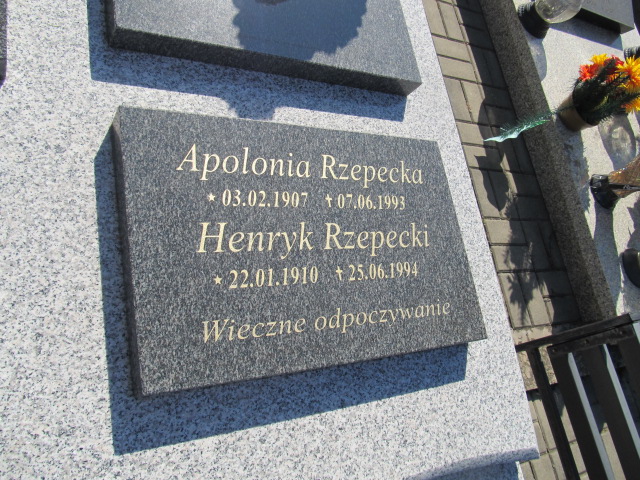 Apolonia Rzepecka
* 03.02.1907 † 07.06.1993
Henryk Rzepecki
* 22.01.1910 † 25.06.1994
Wieczne odpoczywanie